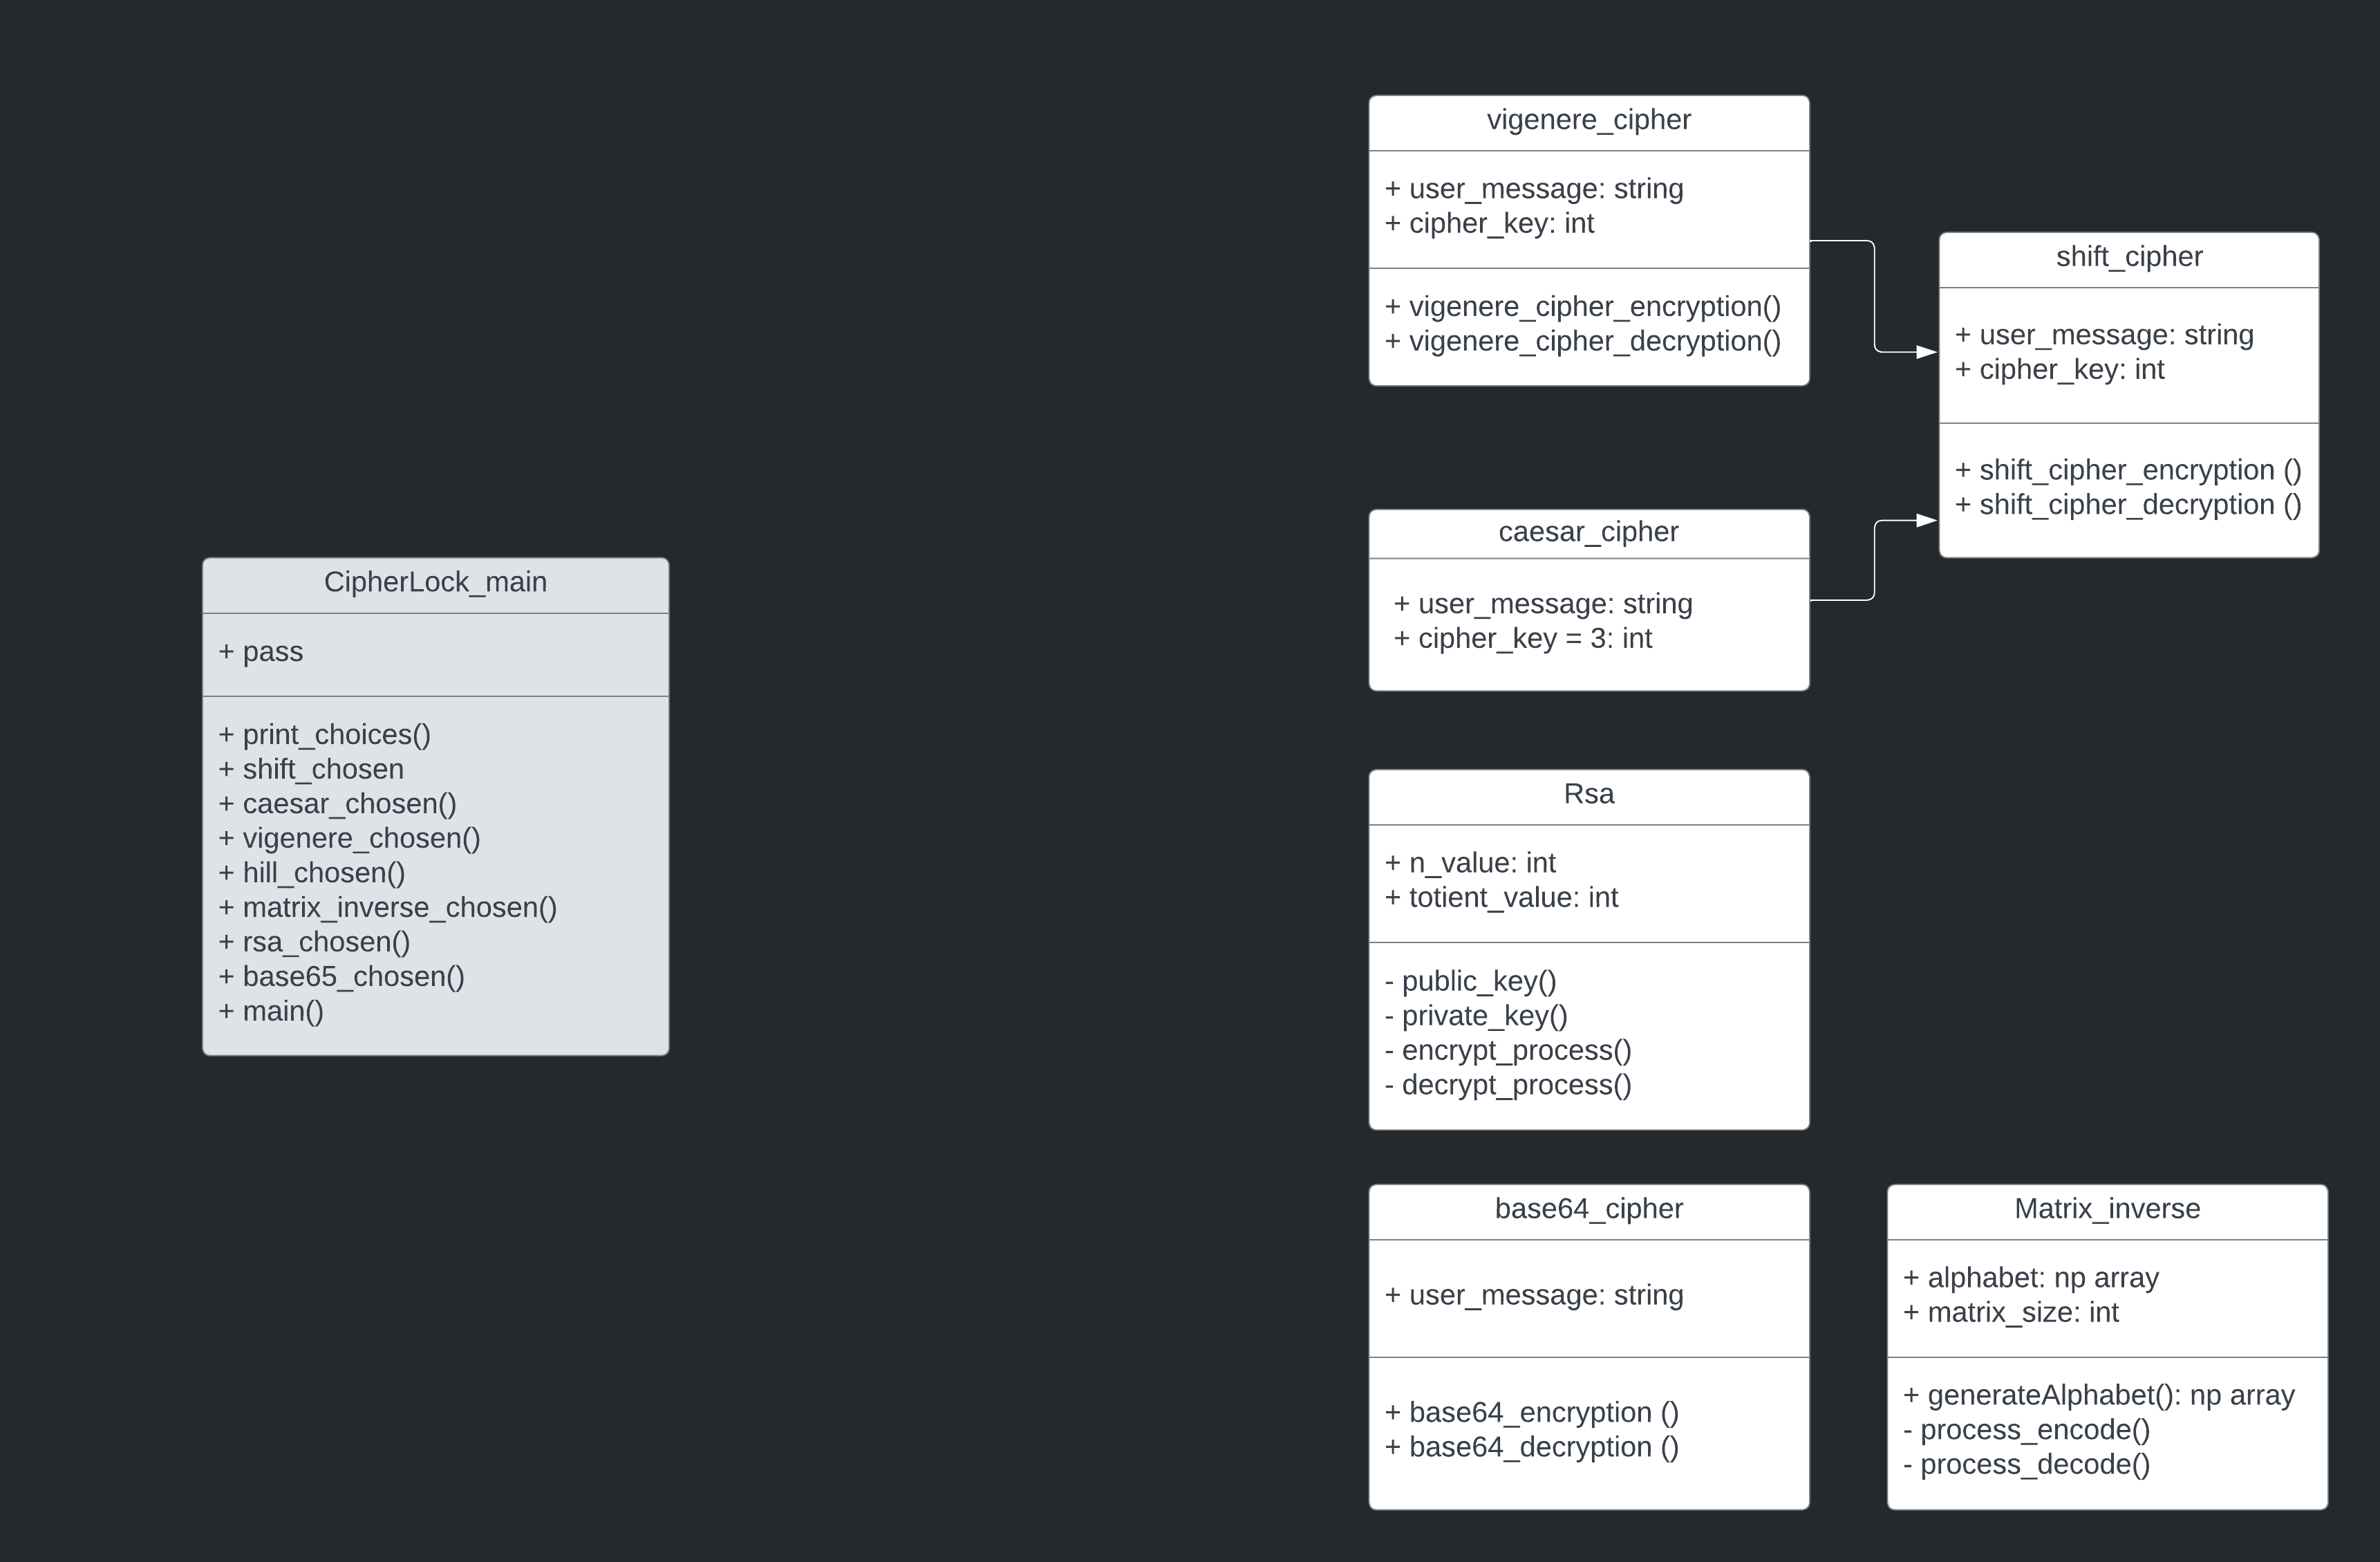 vigenere_cipher
+ user_message: string
+ cipher_key: int
+ vigenere_cipher_encryption()
+ vigenere_cipher_decryption()
shift_cipher
+ user_message: string
+ cipher_key: int
+ shift_cipher_encryption ()
+ shift_cipher_decryption ()
caesar_cipher
+ user_message: string
+ cipher_key = 3: int
CipherLock_main
+ pass
+ print_choices()
+ shift_chosen
+ caesar_chosen()
+ vigenere_chosen()
+ hill_chosen()
+ matrix_inverse_chosen()
+ rsa_chosen()
+ base65_chosen()
+ main()
Rsa
+ n_value: int
+ totient_value: int
- public_key()
- private_key()
- encrypt_process()
- decrypt_process()
base64_cipher
+ user_message: string
+ base64_encryption ()
+ base64_decryption ()
Matrix_inverse
+ alphabet: np array
+ matrix_size: int
+ generateAlphabet(): np array
- process_encode()
- process_decode()